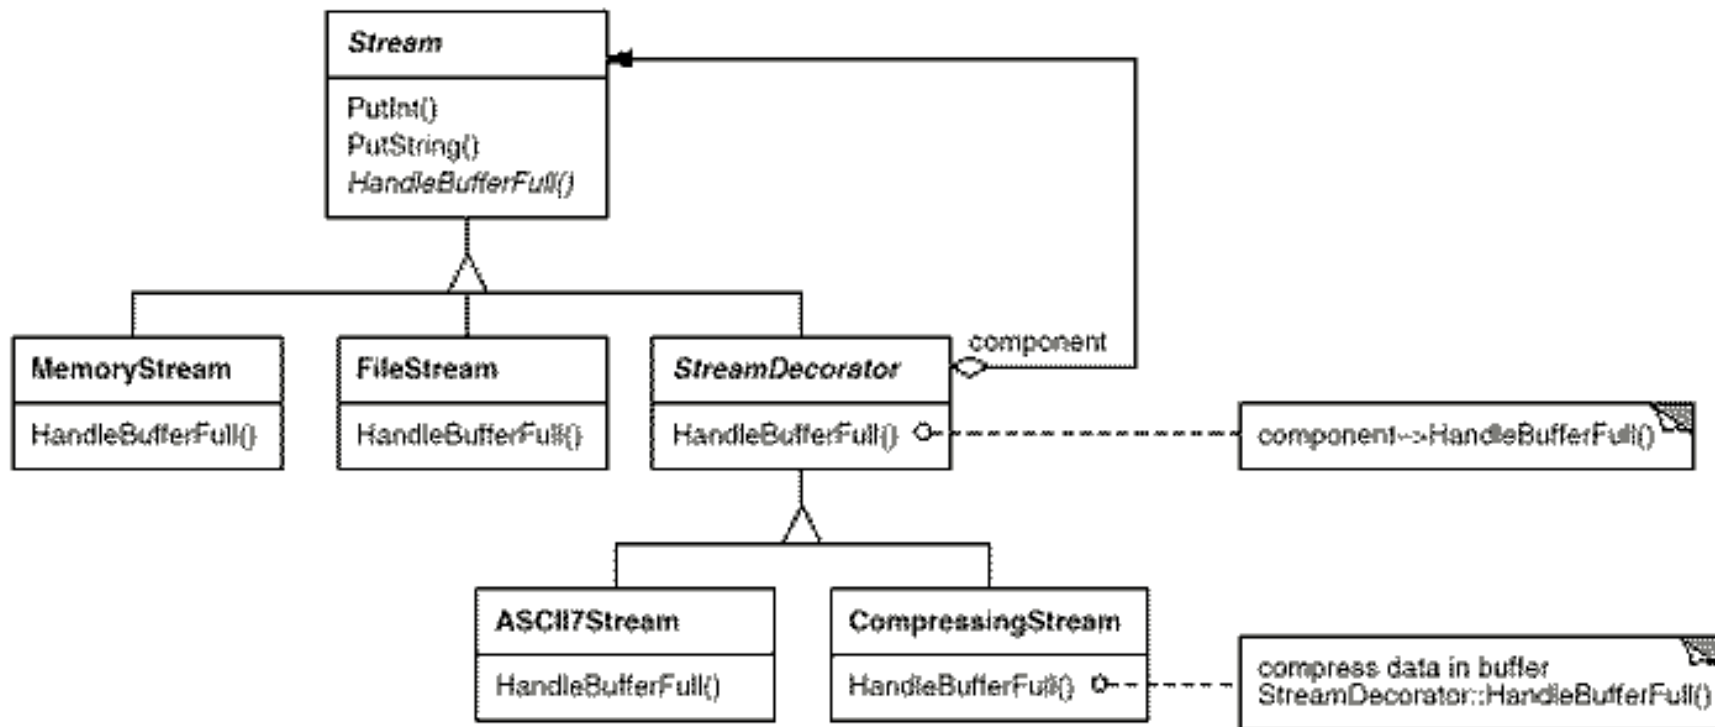 Stream
PutInt()
PutString()
HandleBufferFull()
component
MemoryStream
HandleBufferFull()
FileStream
HandleBufferFull()
StreamDecorator
HandleBufferFull()
component->HandleBufferFull()
ASCII7Stream
HandleBufferFull()
CompressingStream
HandleBufferFull()
compress data in buffer
StreamDecorator::HandleBufferFull()